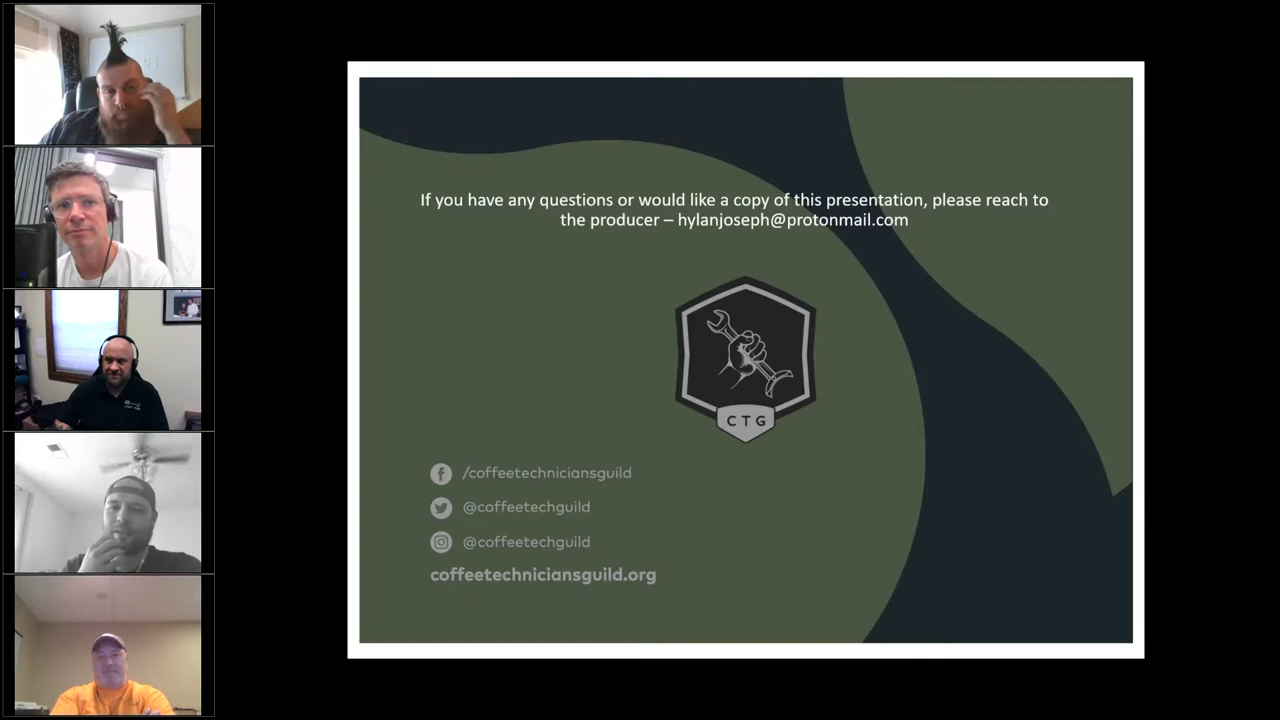 If you have any questions or would like a copy of this presentation, please reach to
the producer – hylanjoseph@protonmail.com
CTG
/coffeetechniciansguild
@coffeetechguild
@coffeetechguild
coffeetechniciansguild.org